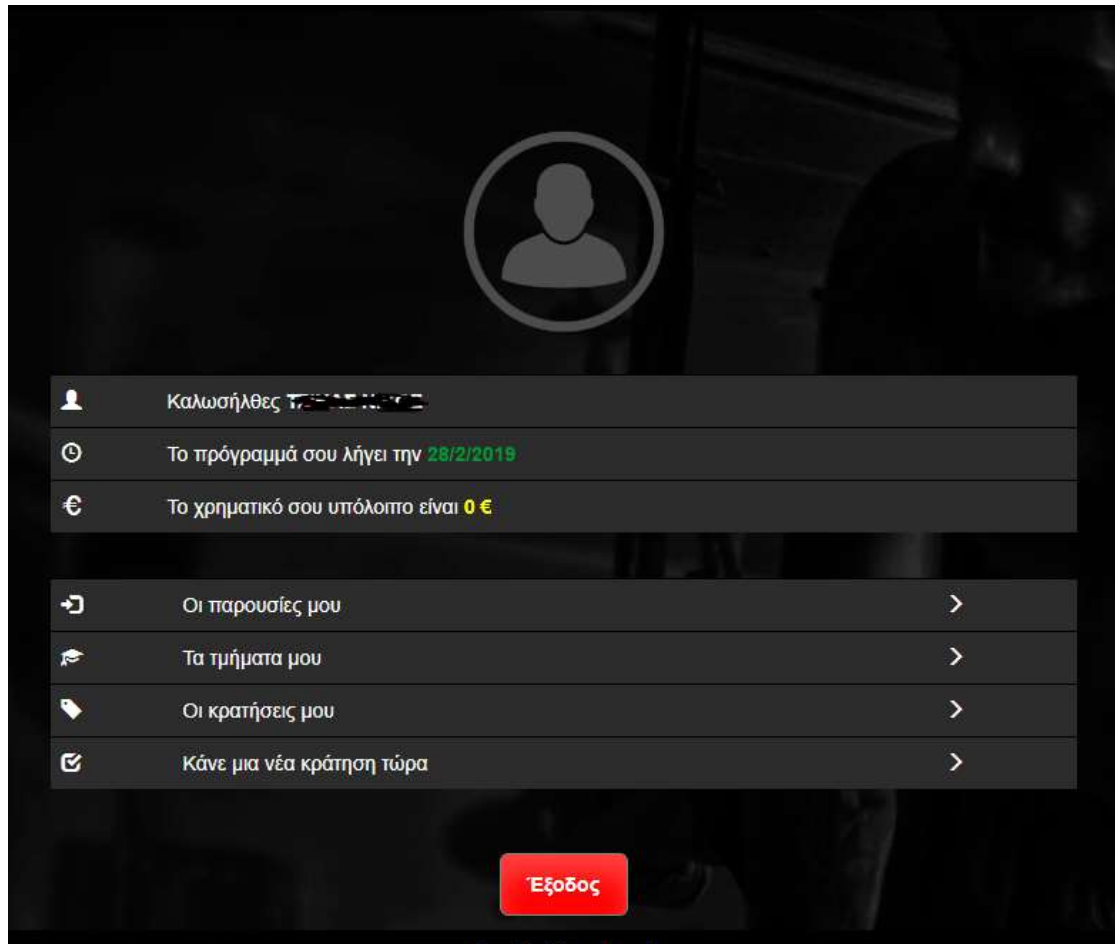 Καλωσήλθες
Το πρόγραμμά σου λήγει την 28/2/2019
Το χρηματικό σου υπόλοιπο είναι 0 €
Οι παρουσίες μου
Τα τμήματα μου
Οι κρατήσεις μου
Κάνε μια νέα κράτηση τώρα
Έξοδος